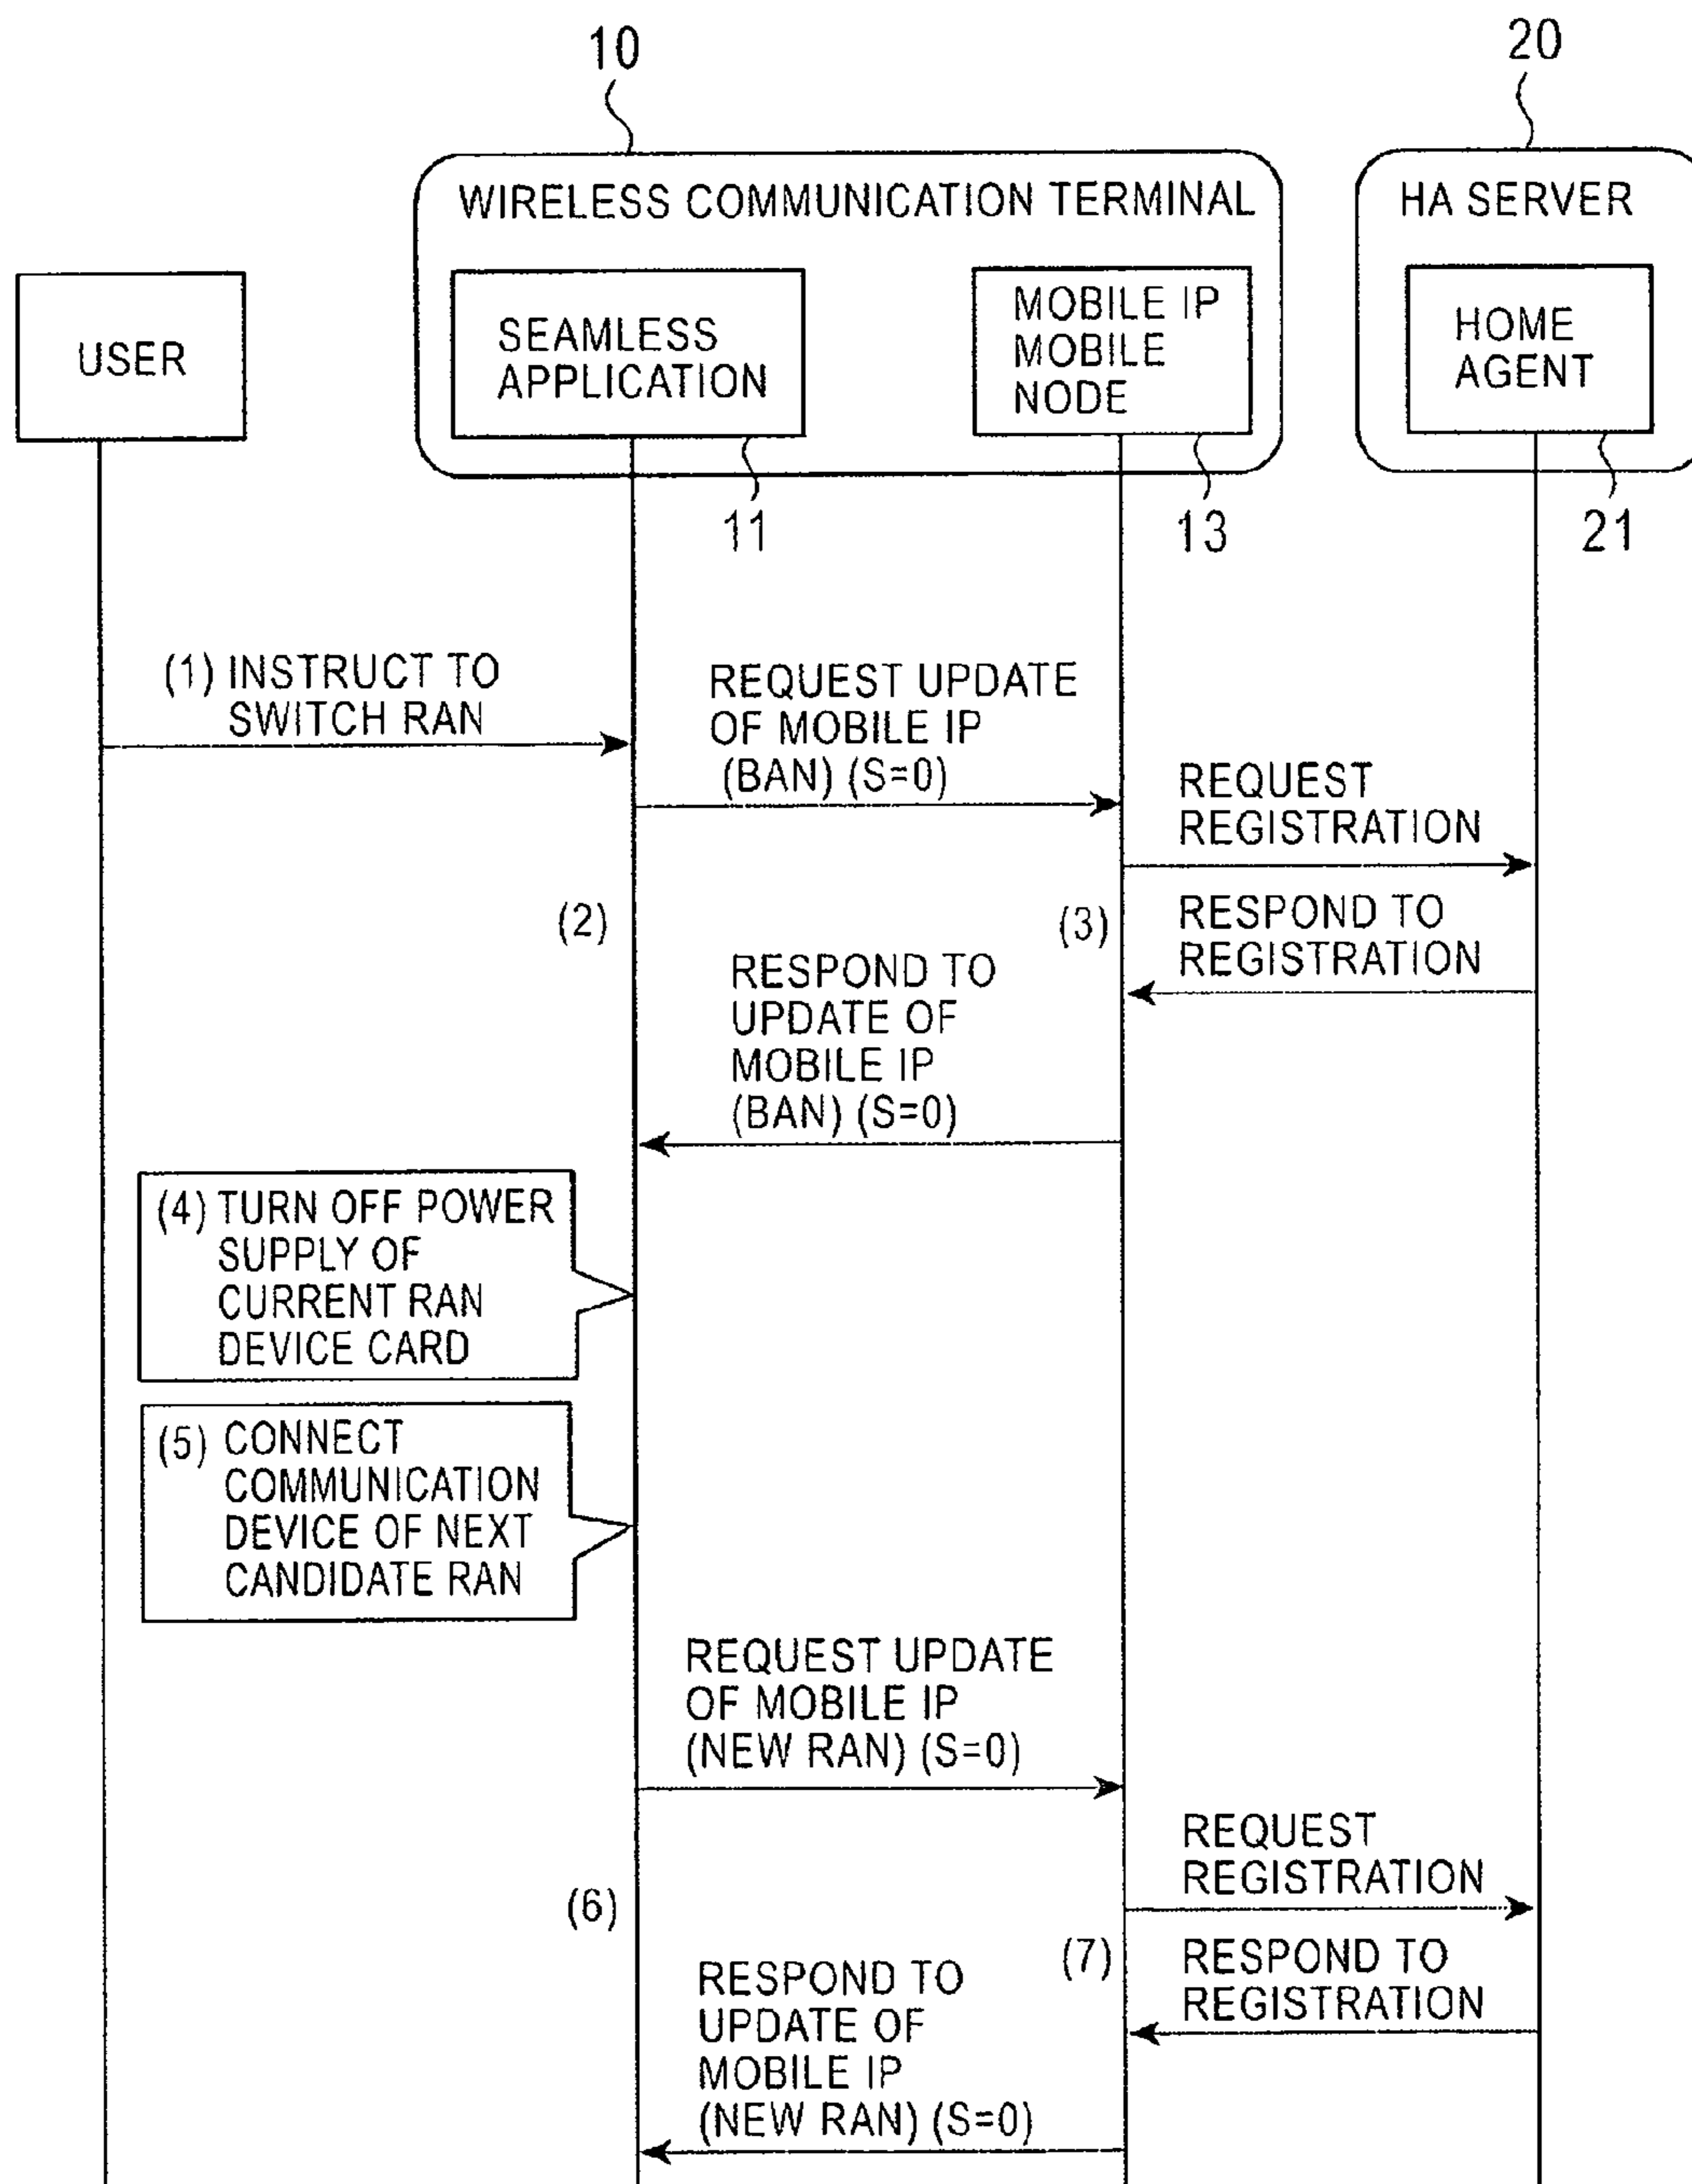 10
20
WIRELESS COMMUNICATION TERMINAL
HA SERVER
USER
SEAMLESS
APPLICATION
MOBILE IP
MOBILE
NODE
HOME
AGENT
11
13
21
(1) INSTRUCT TO
SWITCH RAN
REQUEST UPDATE
OF MOBILE IP
(BAN) (S=0)
REQUEST
REGISTRATION
(2)
(3)
RESPOND TO
REGISTRATION
RESPOND TO
UPDATE OF
MOBILE IP
(BAN) (S=0)
(4) TURN OFF POWER
SUPPLY OF
CURRENT RAN
DEVICE CARD
(5) CONNECT
COMMUNICATION
DEVICE OF NEXT
CANDIDATE RAN
REQUEST UPDATE
OF MOBILE IP
(NEW RAN) (S=0)
REQUEST
REGISTRATION
(6)
(7)
RESPOND TO
REGISTRATION
RESPOND TO
UPDATE OF
MOBILE IP
(NEW RAN) (S=0)